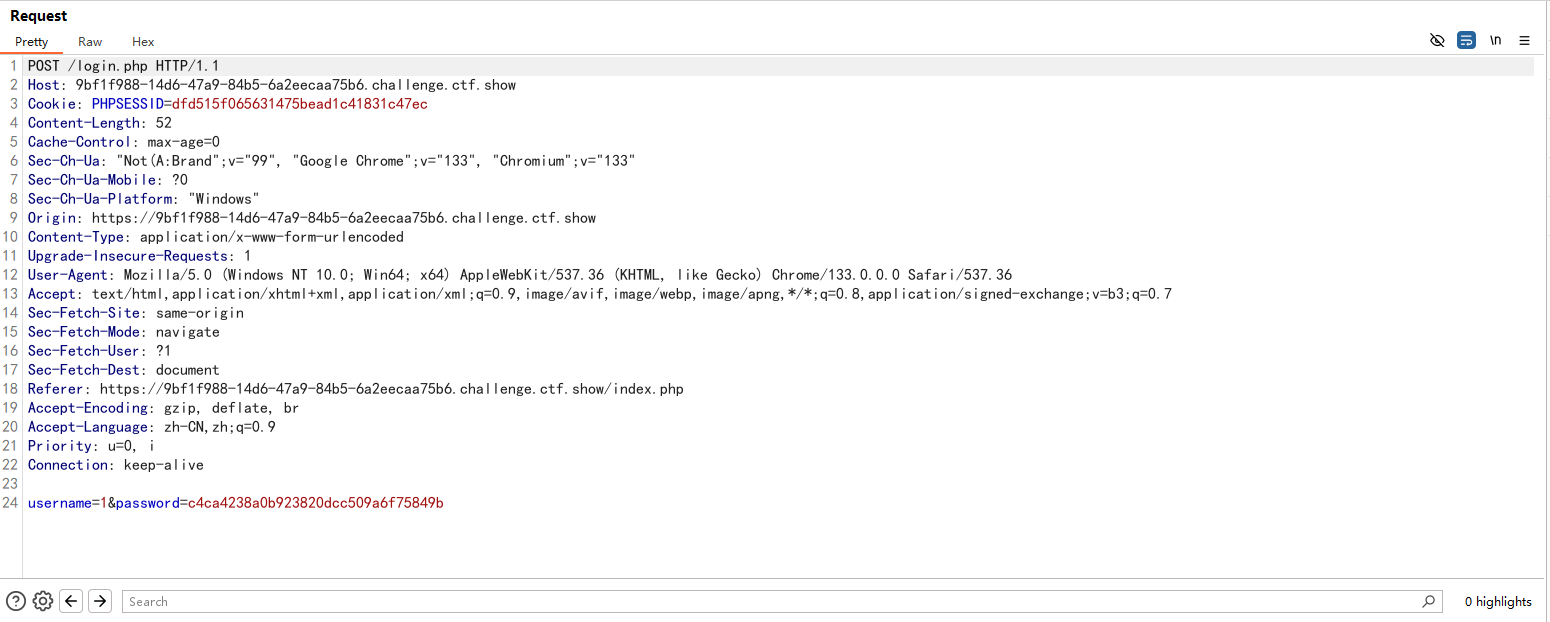 Request
Pretty Raw Hex \n
1 POST /login.php HTTP/1.1
2 Host: 9bf1f988-14d6-47a9-84b5-6a2eecaa75b6.challenge.ctf.show
3 Cookie: PHPSESSID=dfd515f065631475bead1c41831c47ec
4 Content-Length: 52
5 Cache-Control: max-age=0
6 Sec-Ch-Ua: "Not(A:Brand";v="99", "Google Chrome";v="133", "Chromium";v="133"
7 Sec-Ch-Ua-Mobile: ?0
8 Sec-Ch-Ua-Platform: "Windows"
9 Origin: https://9bf1f988-14d6-47a9-84b5-6a2eecaa75b6.challenge.ctf.show
10 Content-Type: application/x-www-form-urlencoded
11 Upgrade-Insecure-Requests: 1
12 User-Agent: Mozilla/5.0 (Windows NT 10.0; Win64; x64) AppleWebKit/537.36 (KHTML, like Gecko) Chrome/133.0.0.0 Safari/537.36
13 Accept: text/html,application/xhtml+xml,application/xml;q=0.9,image/avif,image/webp,image/apng,*/*;q=0.8,application/signed-exchange;v=b3;q=0.7
14 Sec-Fetch-Site: same-origin
15 Sec-Fetch-Mode: navigate
16 Sec-Fetch-User: ?1
17 Sec-Fetch-Dest: document
18 Referer: https://9bf1f988-14d6-47a9-84b5-6a2eecaa75b6.challenge.ctf.show/index.php
19 Accept-Encoding: gzip, deflate, br
20 Accept-Language: zh-CN,zh;q=0.9
21 Priority: u=0, i
22 Connection: keep-alive
23
24 username=1&password=c4ca4238a0b923820dcc509a6f75849b
Search 0 highlights